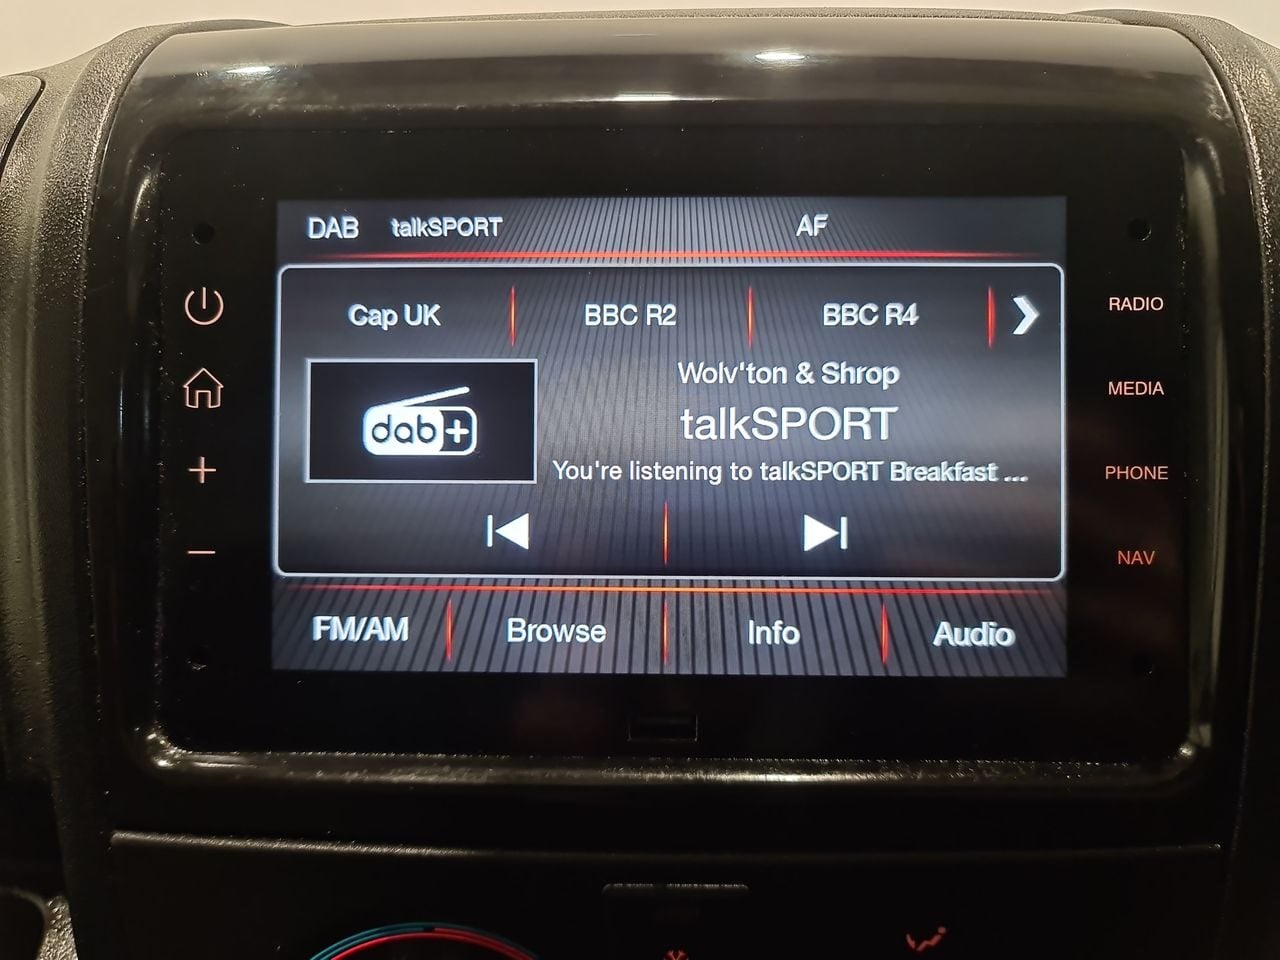 DAB talkSPORT AF
Cap UK BBC R2 BBC R4
RADIO
Wolv'ton & Shrop
MEDIA
dab+
talkSPORT
You're listening to talkSPORT Breakfast ...
PHONE
NAV
FM/AM Browse Info Audio